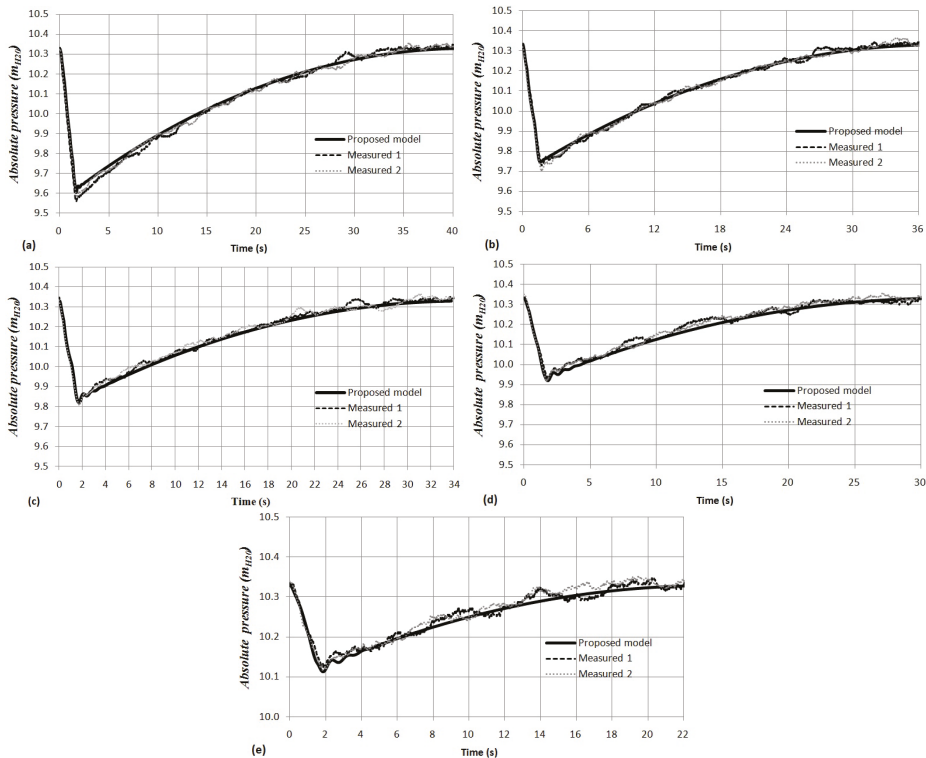 10.5
10.4
10.3
10.2
10.1
10.0
9.9
9.8
9.7
9.6
9.5
Absolute pressure (mH2O)
Proposed model
Measured 1
Measured 2
0 5 10 15 20 25 30 35 40
(a)
Time (s)
10.5
10.4
10.3
10.2
10.1
10.0
9.9
9.8
9.7
9.6
9.5
Absolute pressure (mH2O)
Proposed model
Measured 1
Measured 2
0 6 12 18 24 30 36
(b)
Time (s)
10.5
10.4
10.3
10.2
10.1
10.0
9.9
9.8
9.7
9.6
9.5
Absolute pressure (mH2O)
Proposed model
Measured 1
Measured 2
0 2 4 6 8 10 12 14 16 18 20 22 24 26 28 30 32 34
(c)
Time (s)
10.5
10.4
10.3
10.2
10.1
10.0
9.9
9.8
9.7
9.6
9.5
Absolute pressure (mH2O)
Proposed model
Measured 1
Measured 2
0 5 10 15 20 25 30
(d)
Time (s)
10.5
10.4
10.3
10.2
10.1
10.0
Absolute pressure (mH2O)
Proposed model
Measured 1
Measured 2
0 2 4 6 8 10 12 14 16 18 20 22
(e)
Time (s)